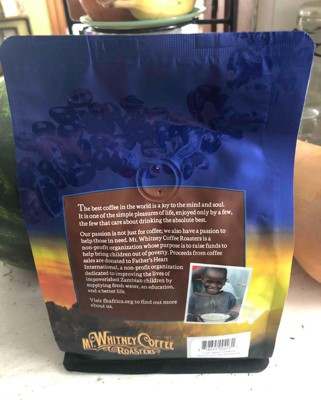 The best coffee in the world is a joy to the mind and soul.
It is one of the simple pleasures of life, enjoyed only by a few,
the few that care about drinking the absolute best.
Our passion is not just for coffee; we also have a passion to
help those in need. Mt. Whitney Coffee Roasters is a
non-profit organization whose purpose is to raise funds to
help bring children out of poverty. Proceeds from coffee
sales are donated to Father's Heart
International, a non-profit organization
dedicated to improving the lives of
impoverished Zambian children by
supplying fresh water, an education,
and a better life.
Visit fhafrica.org to find out more
about us.
MT. WHITNEY COFFEE
ROASTERS